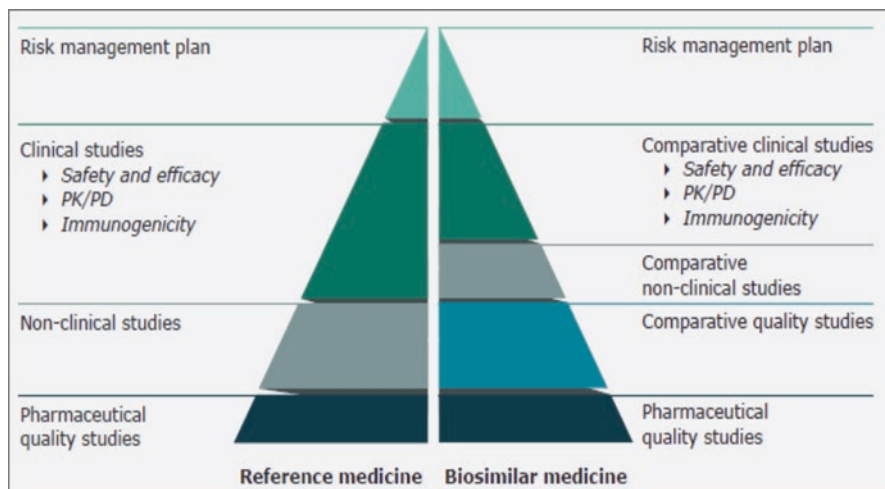 Risk management plan
Clinical studies
Safety and efficacy
PK/PD
Immunogenicity
Non-clinical studies
Pharmaceutical
quality studies
Reference medicine
Risk management plan
Comparative clinical studies
Safety and efficacy
PK/PD
Immunogenicity
Comparative
non-clinical studies
Comparative quality studies
Pharmaceutical
quality studies
Biosimilar medicine